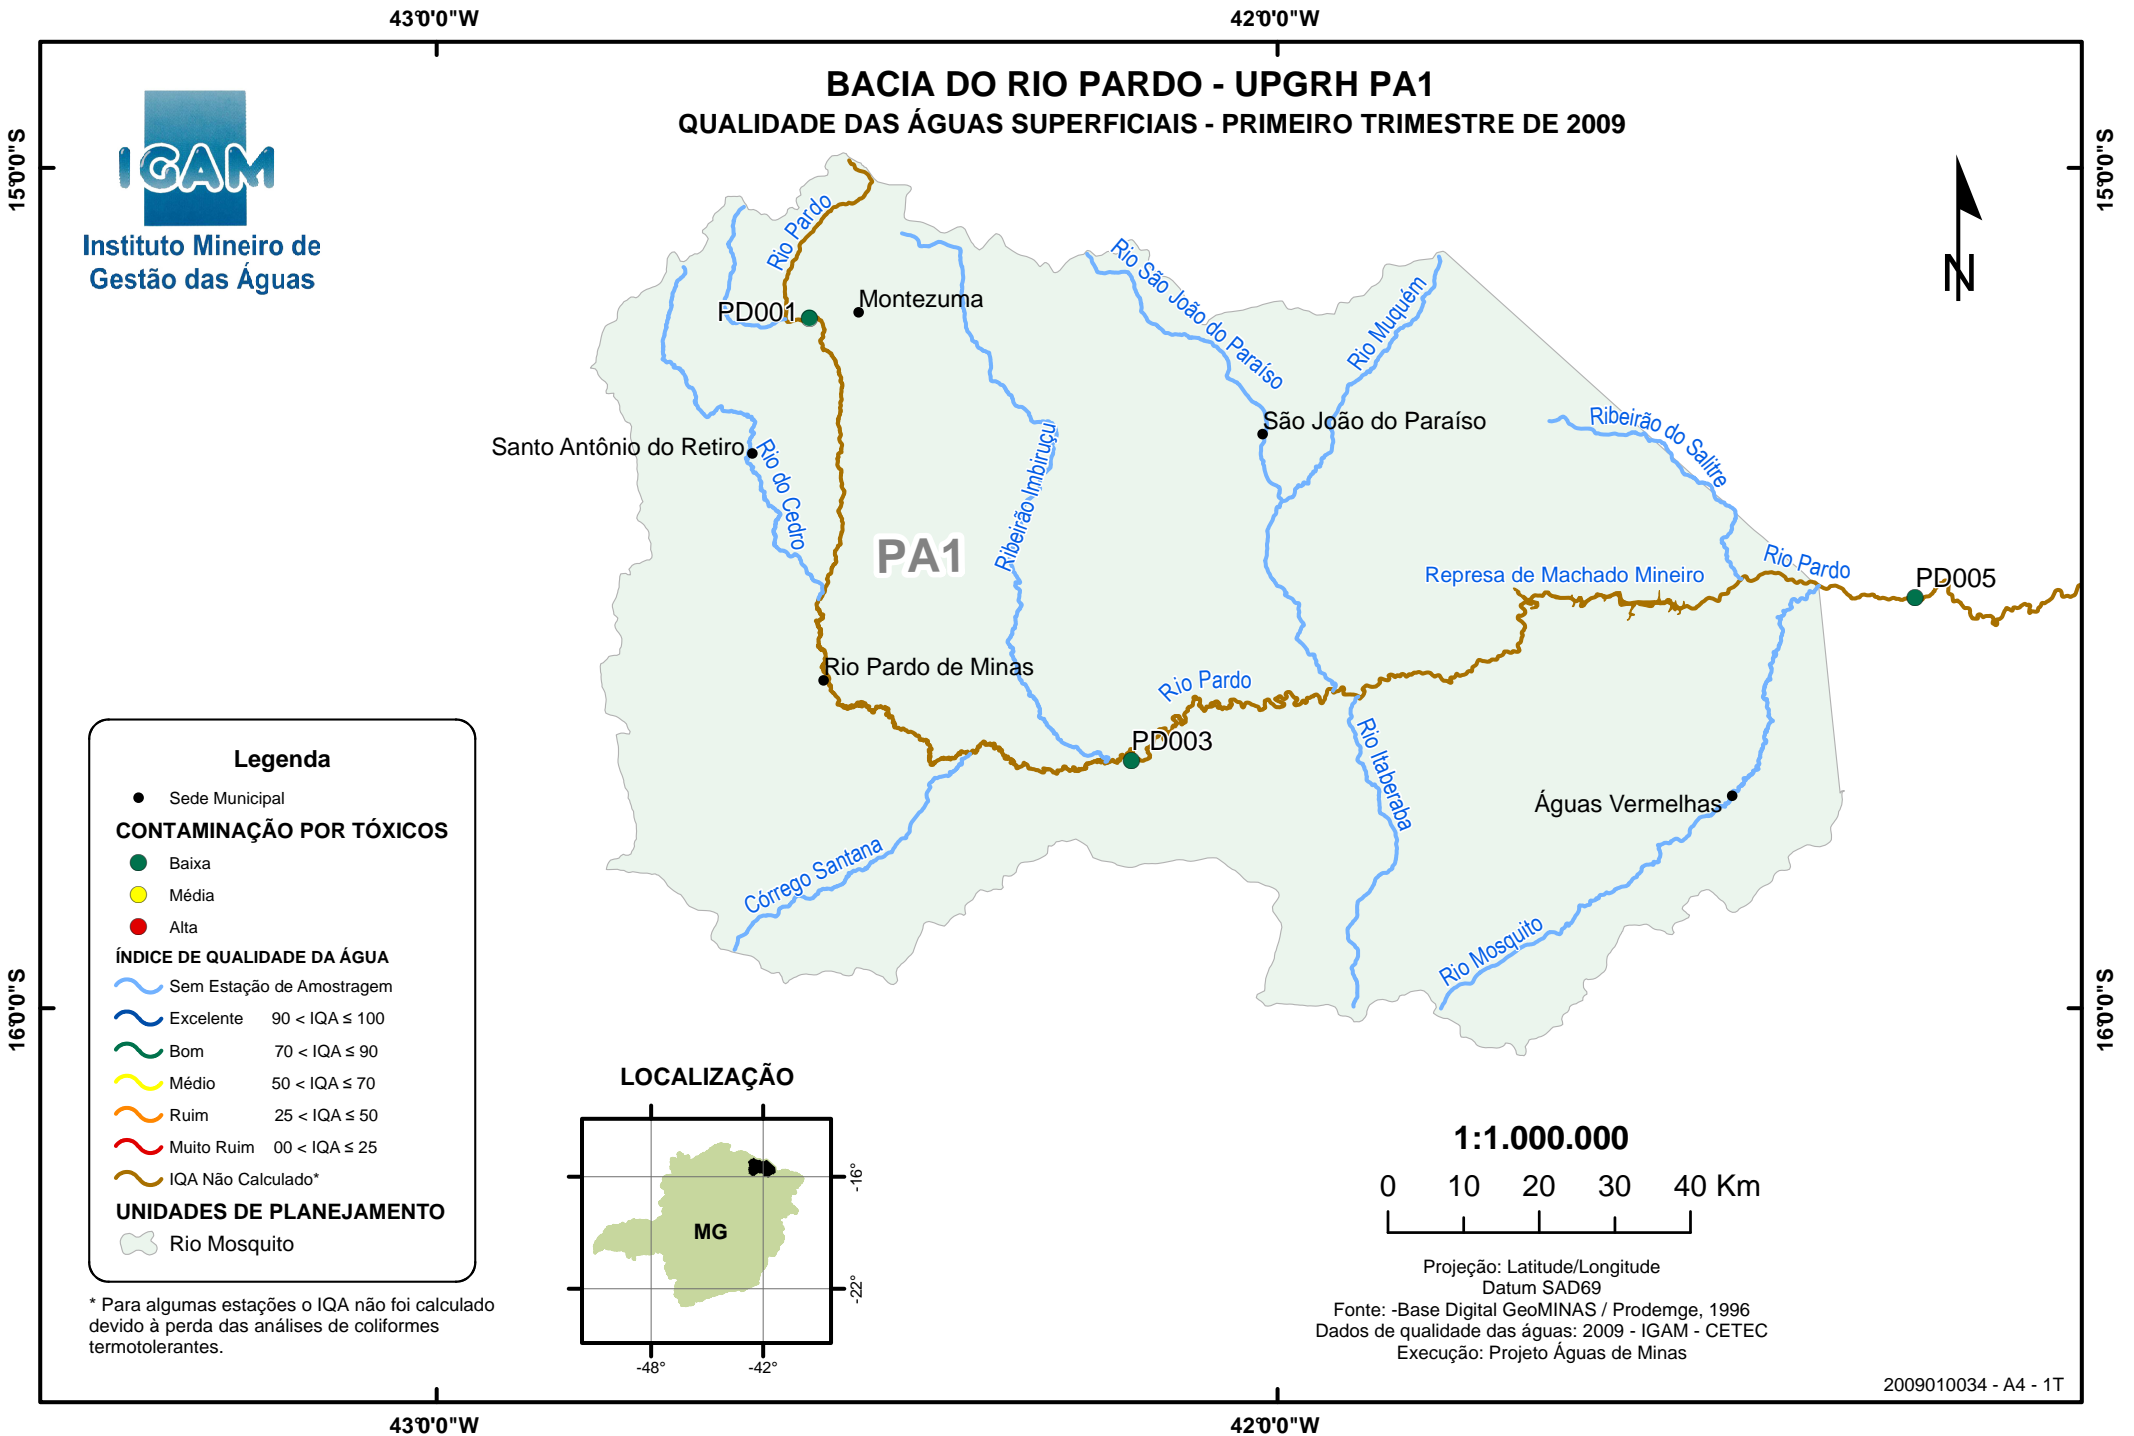 43°0'0"W
42°0'0"W
BACIA DO RIO PARDO - UPGRH PA1
QUALIDADE DAS ÁGUAS SUPERFICIAIS - PRIMEIRO TRIMESTRE DE 2009
15°0'0"S
15°0'0"S
IGAM
Instituto Mineiro de
Gestão das Águas
N
Rio Pardo
PD001
Montezuma
Rio São João do Paraíso
Rio Muquém
São João do Paraíso
Ribeirão do Salitre
Santo Antônio do Retiro
Rio do Cedro
Ribeirão Imbiruçu
PA1
Rio Pardo
Represa de Machado Mineiro
PD005
Rio Pardo de Minas
Rio Pardo
PD003
Rio Itaberaba
Águas Vermelhas
Córrego Santana
Rio Mosquito
16°0'0"S
16°0'0"S
Legenda
Sede Municipal
CONTAMINAÇÃO POR TÓXICOS
Baixa
Média
Alta
ÍNDICE DE QUALIDADE DA ÁGUA
Sem Estação de Amostragem
Excelente 90 < IQA ≤ 100
Bom 70 < IQA ≤ 90
Médio 50 < IQA ≤ 70
Ruim 25 < IQA ≤ 50
Muito Ruim 00 < IQA ≤ 25
IQA Não Calculado*
UNIDADES DE PLANEJAMENTO
Rio Mosquito
* Para algumas estações o IQA não foi calculado
devido à perda das análises de coliformes
termotolerantes.
LOCALIZAÇÃO
MG
-16°
-22°
-48°
-42°
1:1.000.000
0 10 20 30 40 Km
Projeção: Latitude/Longitude
Datum SAD69
Fonte: -Base Digital GeoMINAS / Prodemge, 1996
Dados de qualidade das águas: 2009 - IGAM - CETEC
Execução: Projeto Águas de Minas
2009010034 - A4 - 1T
43°0'0"W
42°0'0"W